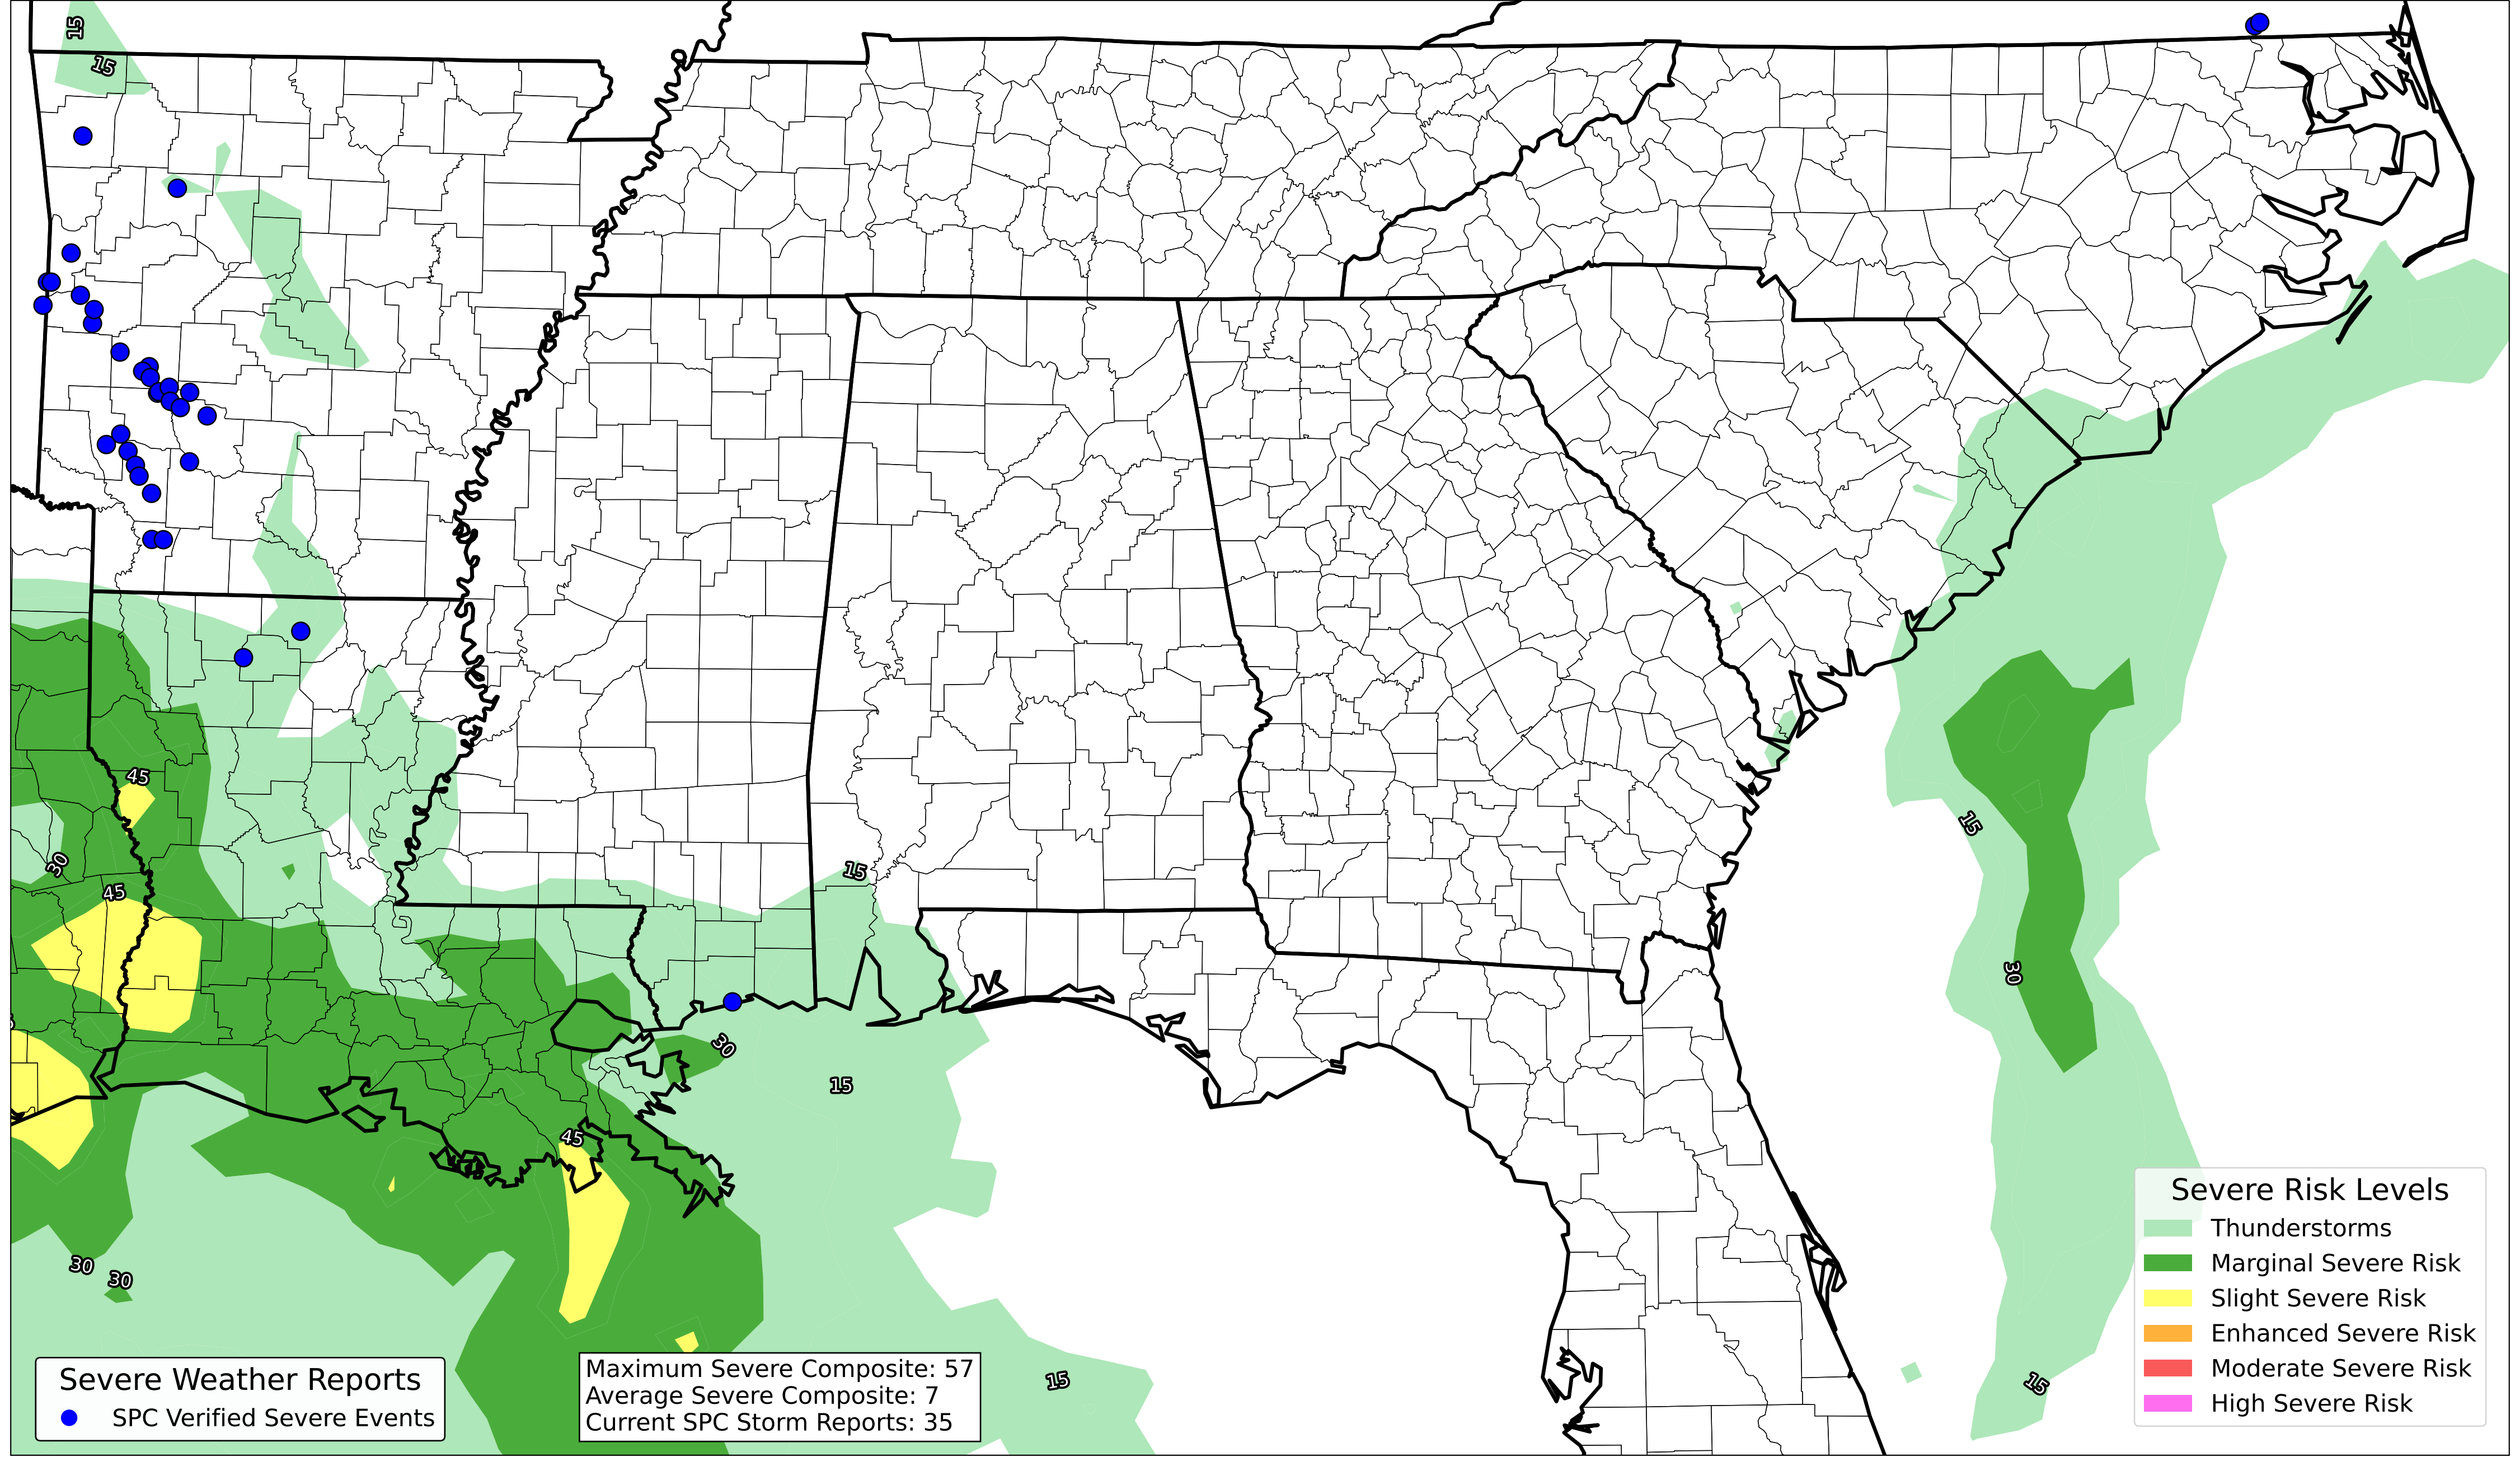 15
15
45
30
45
15
15
30
30
15
45
30
30
15
15
15
Severe Risk Levels
Thunderstorms
Marginal Severe Risk
Slight Severe Risk
Enhanced Severe Risk
Moderate Severe Risk
High Severe Risk
Severe Weather Reports
SPC Verified Severe Events
Maximum Severe Composite: 57
Average Severe Composite: 7
Current SPC Storm Reports: 35